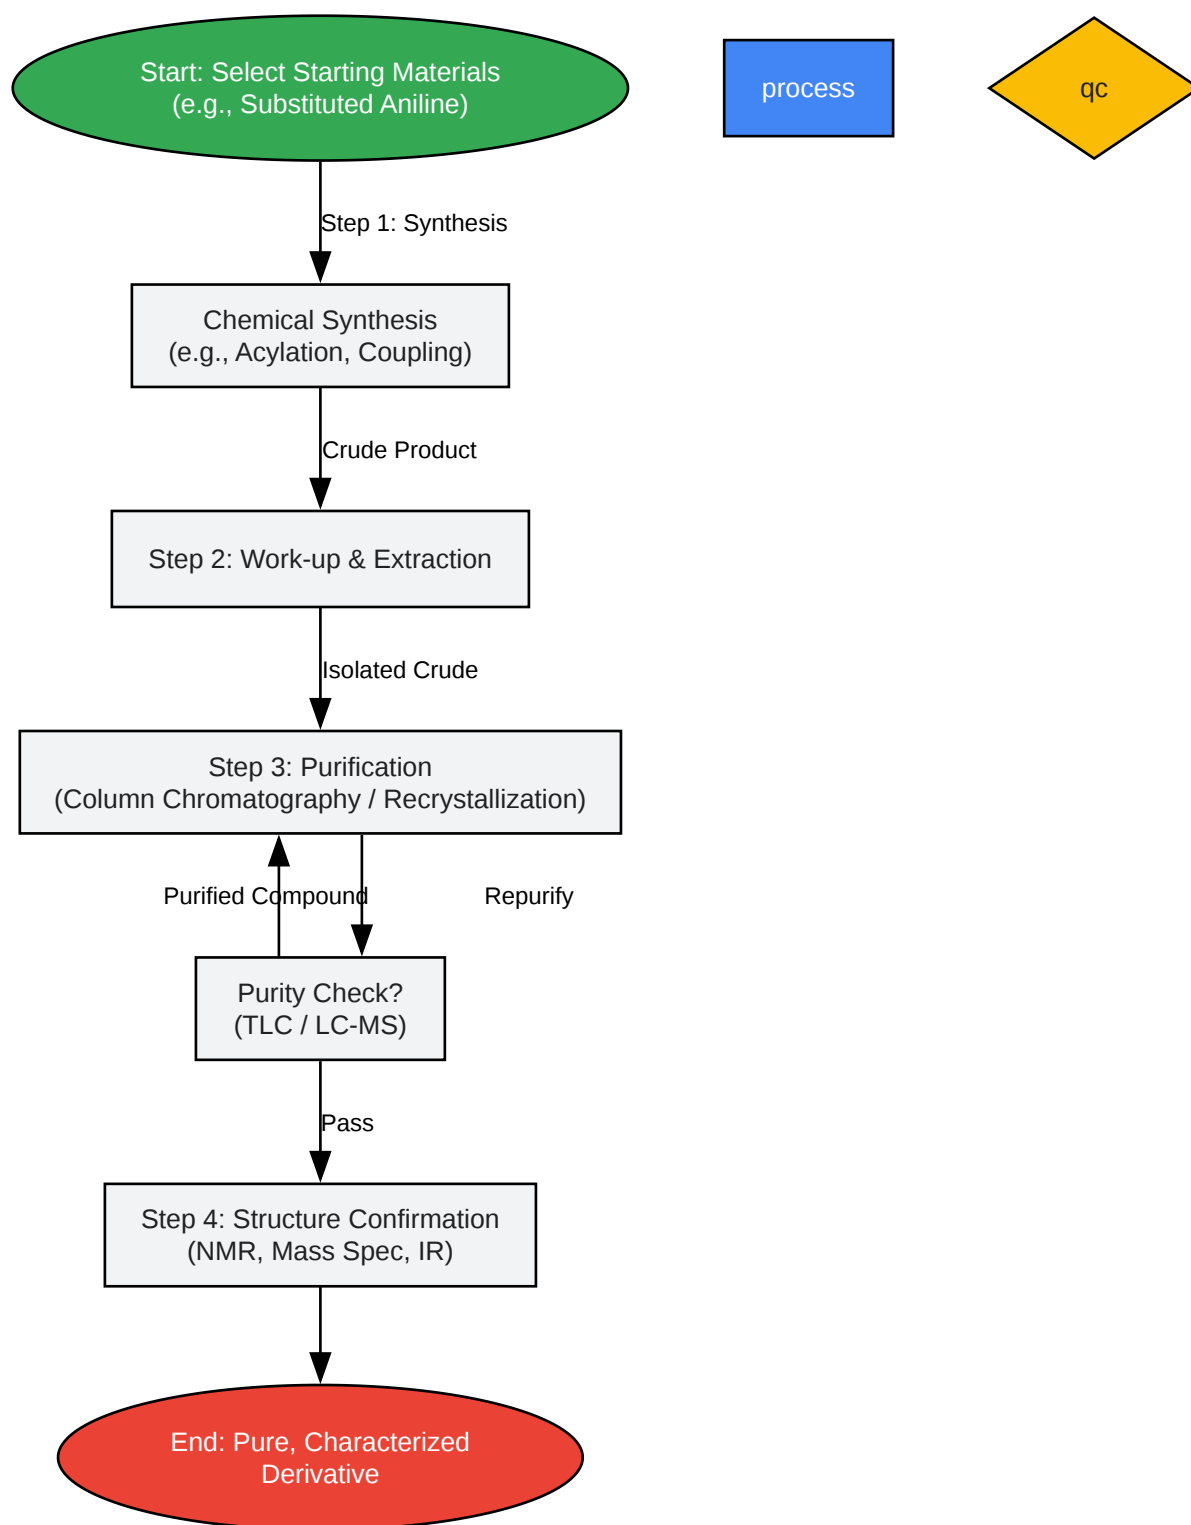 Start: Select Starting Materials
(e.g., Substituted Aniline)
process
qc
Step 1: Synthesis
Chemical Synthesis
(e.g., Acylation, Coupling)
Crude Product
Step 2: Work-up & Extraction
Isolated Crude
Step 3: Purification
(Column Chromatography / Recrystallization)
Purified Compound
Repurify
Purity Check?
(TLC / LC-MS)
Pass
Step 4: Structure Confirmation
(NMR, Mass Spec, IR)
End: Pure, Characterized
Derivative